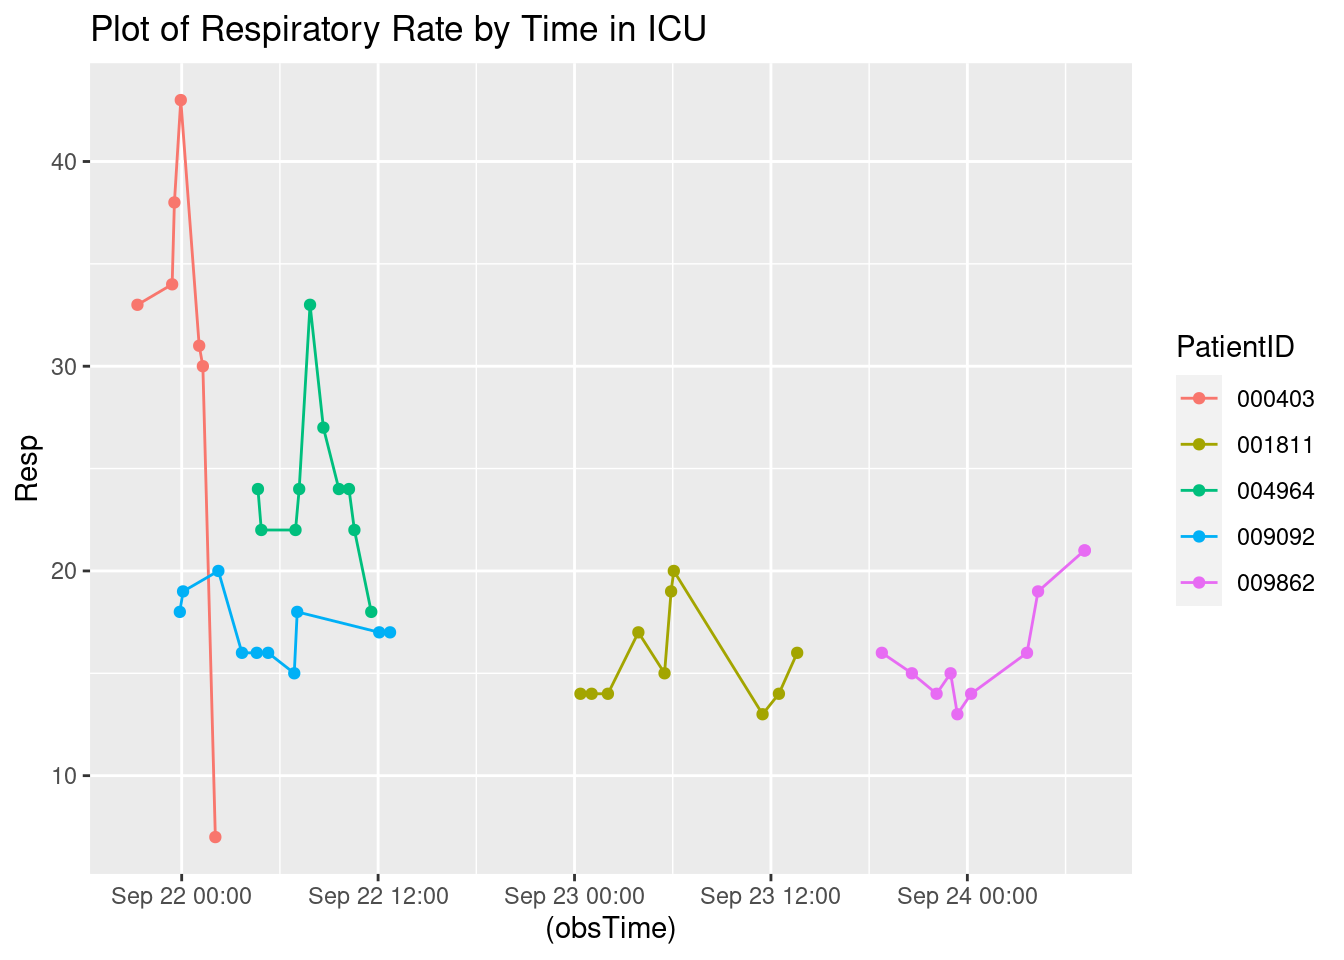 Plot of Respiratory Rate by Time in ICU
Resp
40
30
20
10
Sep 22 00:00
Sep 22 12:00
Sep 23 00:00
Sep 23 12:00
Sep 24 00:00
(obsTime)
PatientID
000403
001811
004964
009092
009862